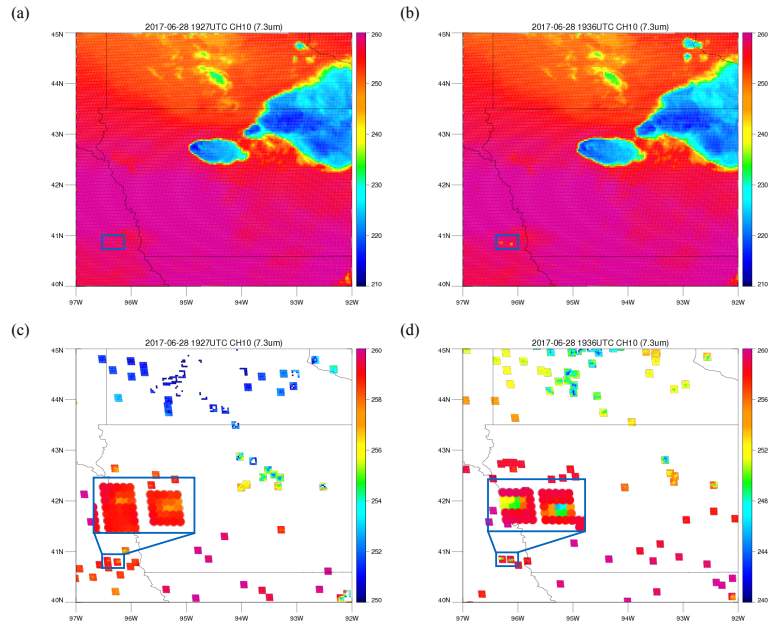 (a)
(b)
2017-06-28 1927UTC CH10 (7.3um)
2017-06-28 1936UTC CH10 (7.3um)
45N
44N
43N
42N
41N
40N
97W
96W
95W
94W
93W
92W
260
250
240
230
220
210
45N
44N
43N
42N
41N
40N
97W
96W
95W
94W
93W
92W
260
250
240
230
220
210
(c)
(d)
2017-06-28 1927UTC CH10 (7.3um)
2017-06-28 1936UTC CH10 (7.3um)
45N
44N
43N
42N
41N
40N
97W
96W
95W
94W
93W
92W
260
258
256
254
252
250
45N
44N
43N
42N
41N
40N
97W
96W
95W
94W
93W
92W
260
256
252
248
244
240